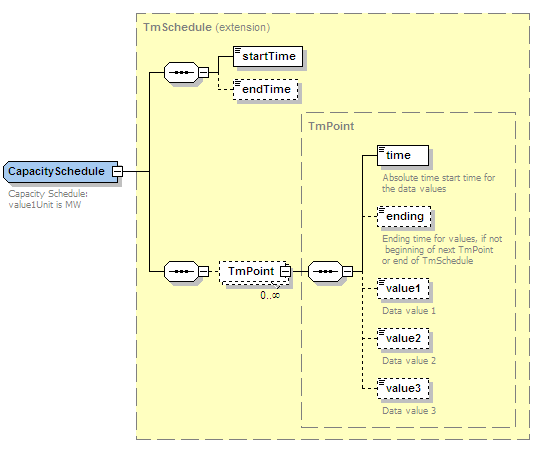 TmSchedule (extension)
startTime
endTime
TmPoint
time
Absolute time start time for
the data values
CapacitySchedule
Capacity Schedule:
value1Unit is MW
ending
Ending time for values, if not
beginning of next TmPoint
or end of TmSchedule
TmPoint
0..∞
value1
Data value 1
value2
Data value 2
value3
Data value 3